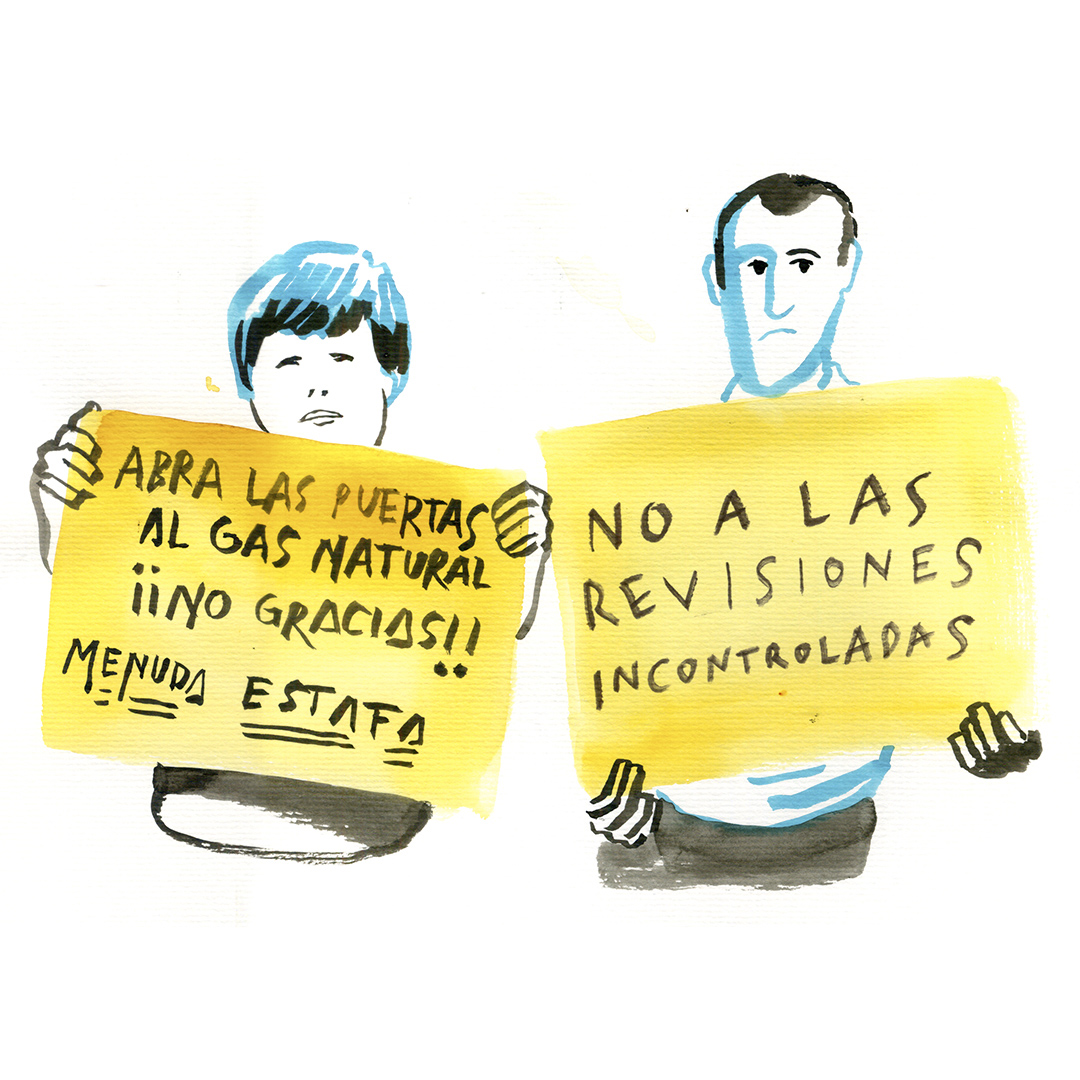 ABRA LAS PUERTAS
AL GAS NATURAL
¡¡NO GRACIAS!!
MENUDA ESTAFA
NO A LAS
REVISIONES
INCONTROLADAS